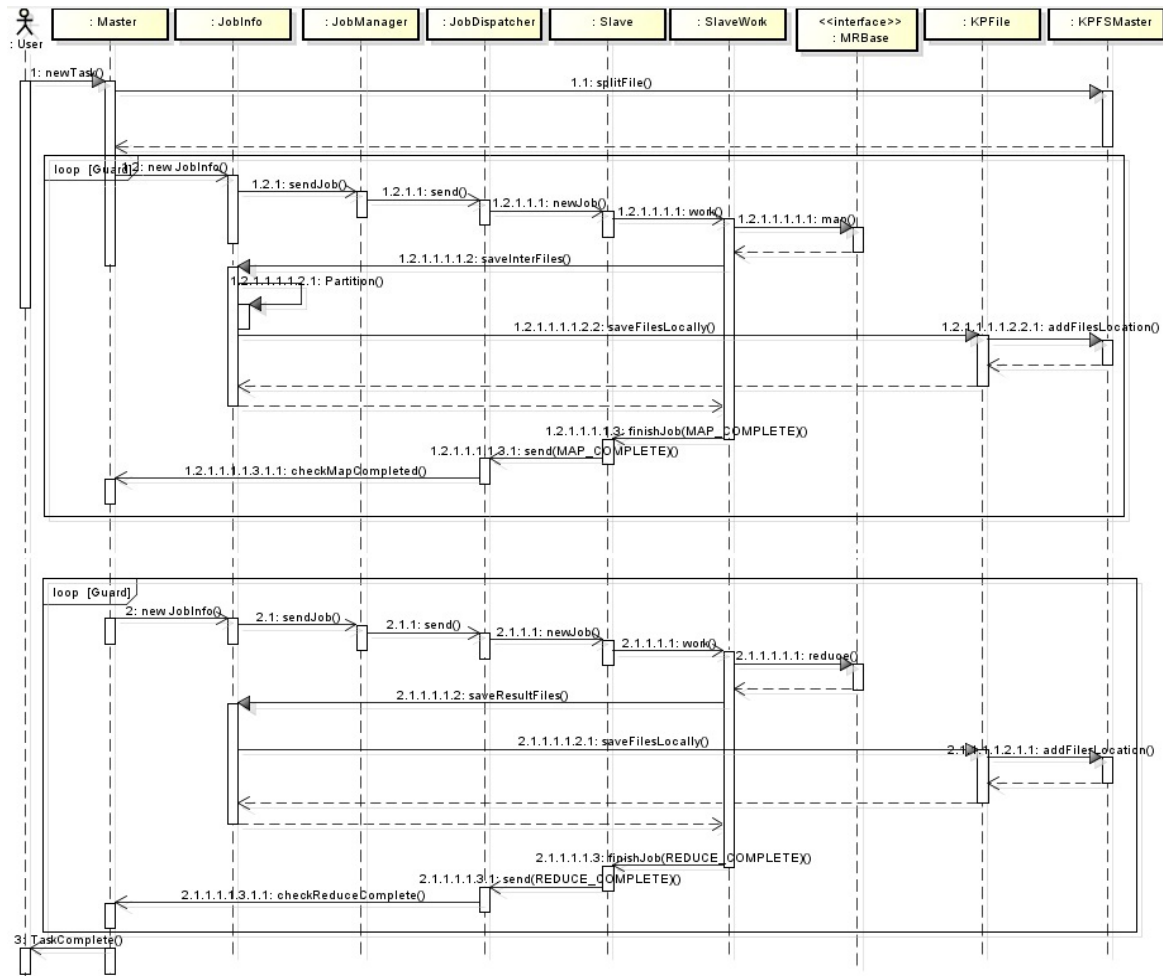 : User
: Master
: JobInfo
: JobManager
: JobDispatcher
: Slave
: SlaveWork
<<interface>>
: MRBase
: KPFile
: KPFSMaster
1: newTask()
1.1: splitFile()
loop [Guard]
1.2: new JobInfo()
1.2.1: sendJob()
1.2.1.1: send()
1.2.1.1.1: newJob()
1.2.1.1.1.1: work()
1.2.1.1.1.1.1: map()
1.2.1.1.1.1.2: saveInterFiles()
1.2.1.1.1.1.2.1: Partition()
1.2.1.1.1.1.2.2: saveFilesLocally()
1.2.1.1.1.1.2.2.1: addFilesLocation()
1.2.1.1.1.1.3: finishJob(MAP_COMPLETE)()
1.2.1.1.1.1.3.1: send(MAP_COMPLETE)()
1.2.1.1.1.1.3.1.1: checkMapCompleted()
loop [Guard]
2: new JobInfo()
2.1: sendJob()
2.1.1: send()
2.1.1.1: newJob()
2.1.1.1.1: work()
2.1.1.1.1.1: reduce()
2.1.1.1.1.2: saveResultFiles()
2.1.1.1.1.2.1: saveFilesLocally()
2.1.1.1.1.2.1.1: addFilesLocation()
2.1.1.1.1.3: finishJob(REDUCE_COMPLETE)()
2.1.1.1.1.3.1: send(REDUCE_COMPLETE)()
2.1.1.1.1.3.1.1: checkReduceComplete()
3: TaskComplete()